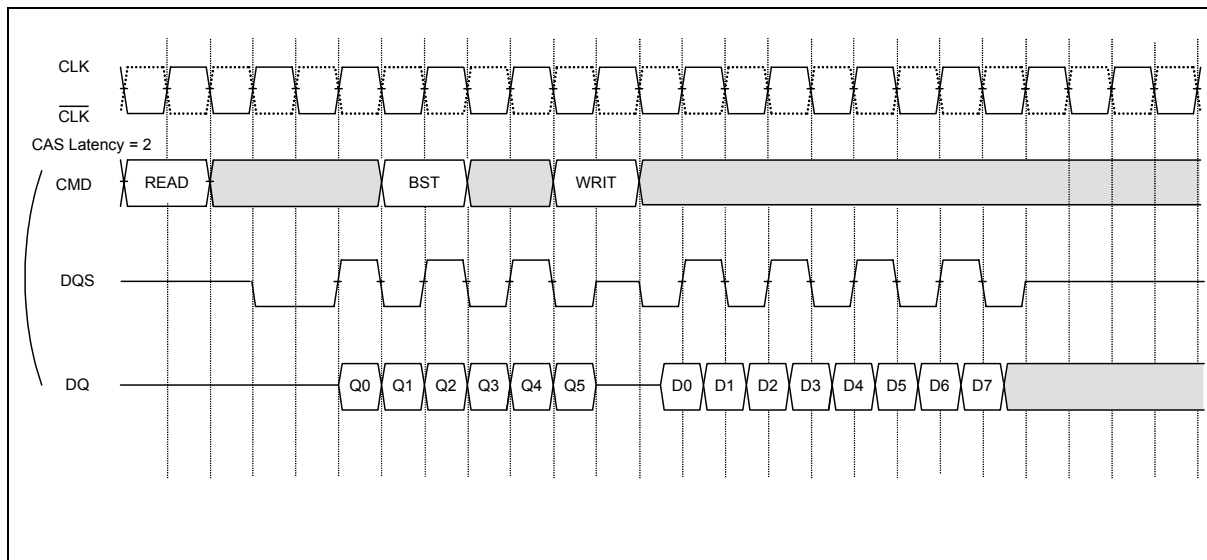 CLK
CLK
CAS Latency = 2
CMD READ BST WRIT
DQS
DQ Q0 Q1 Q2 Q3 Q4 Q5 D0 D1 D2 D3 D4 D5 D6 D7